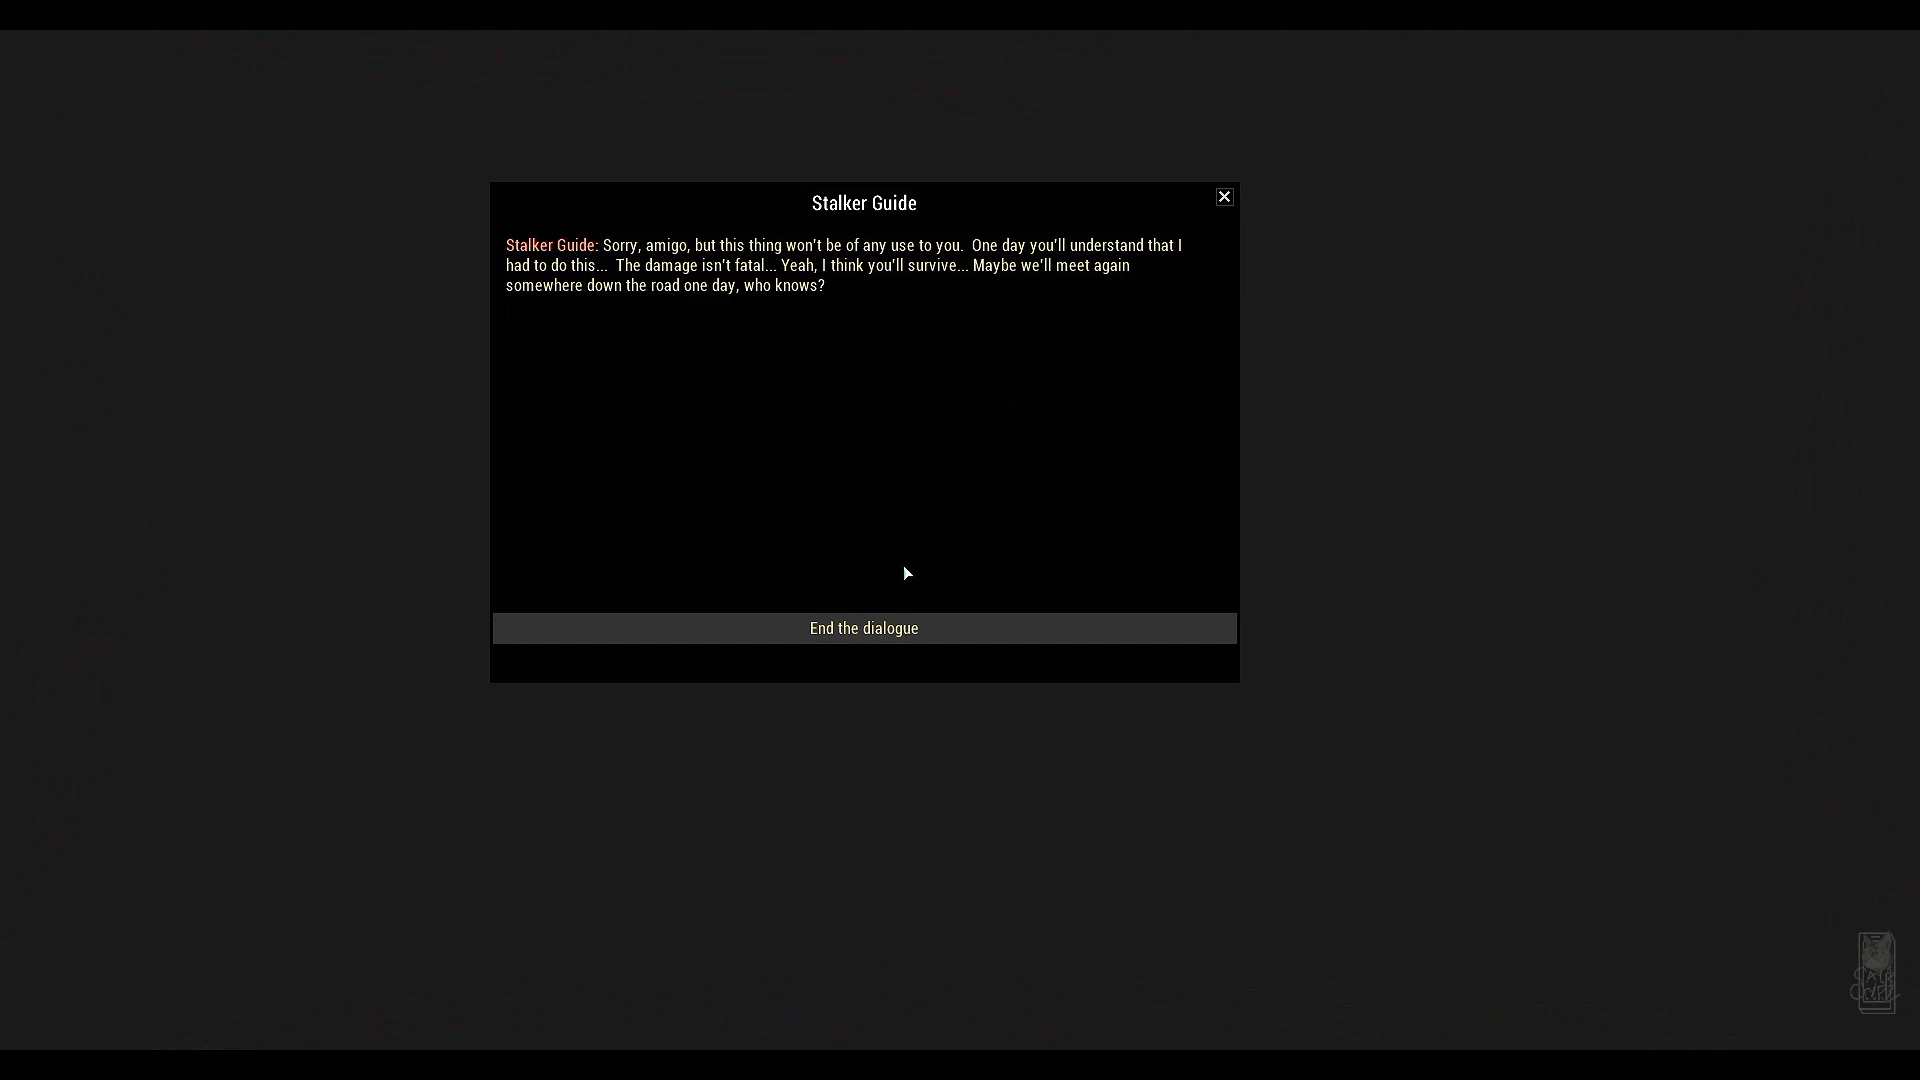 Stalker Guide
Stalker Guide: Sorry, amigo, but this thing won't be of any use to you.  One day you'll understand that I
had to do this...  The damage isn't fatal... Yeah, I think you'll survive... Maybe we'll meet again
somewhere down the road one day, who knows?
End the dialogue